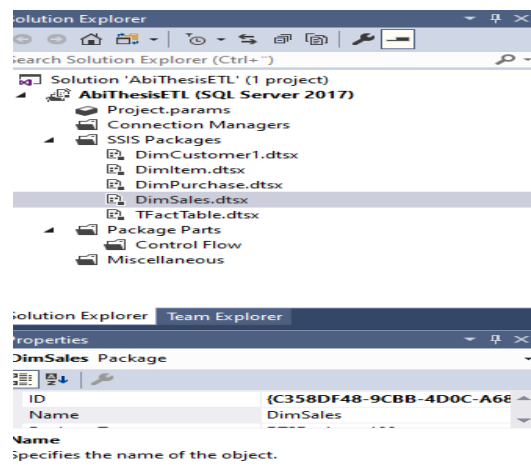 Solution Explorer
Search Solution Explorer (Ctrl+¨)
Solution 'AbiThesisETL' (1 project)
AbiThesisETL (SQL Server 2017)
Project.params
Connection Managers
SSIS Packages
DimCustomer1.dtsx
DimItem.dtsx
DimPurchase.dtsx
DimSales.dtsx
TFactTable.dtsx
Package Parts
Control Flow
Miscellaneous
Solution Explorer Team Explorer
Properties
DimSales Package
ID {C358DF48-9CBB-4D0C-A68
Name DimSales
Name
Specifies the name of the object.